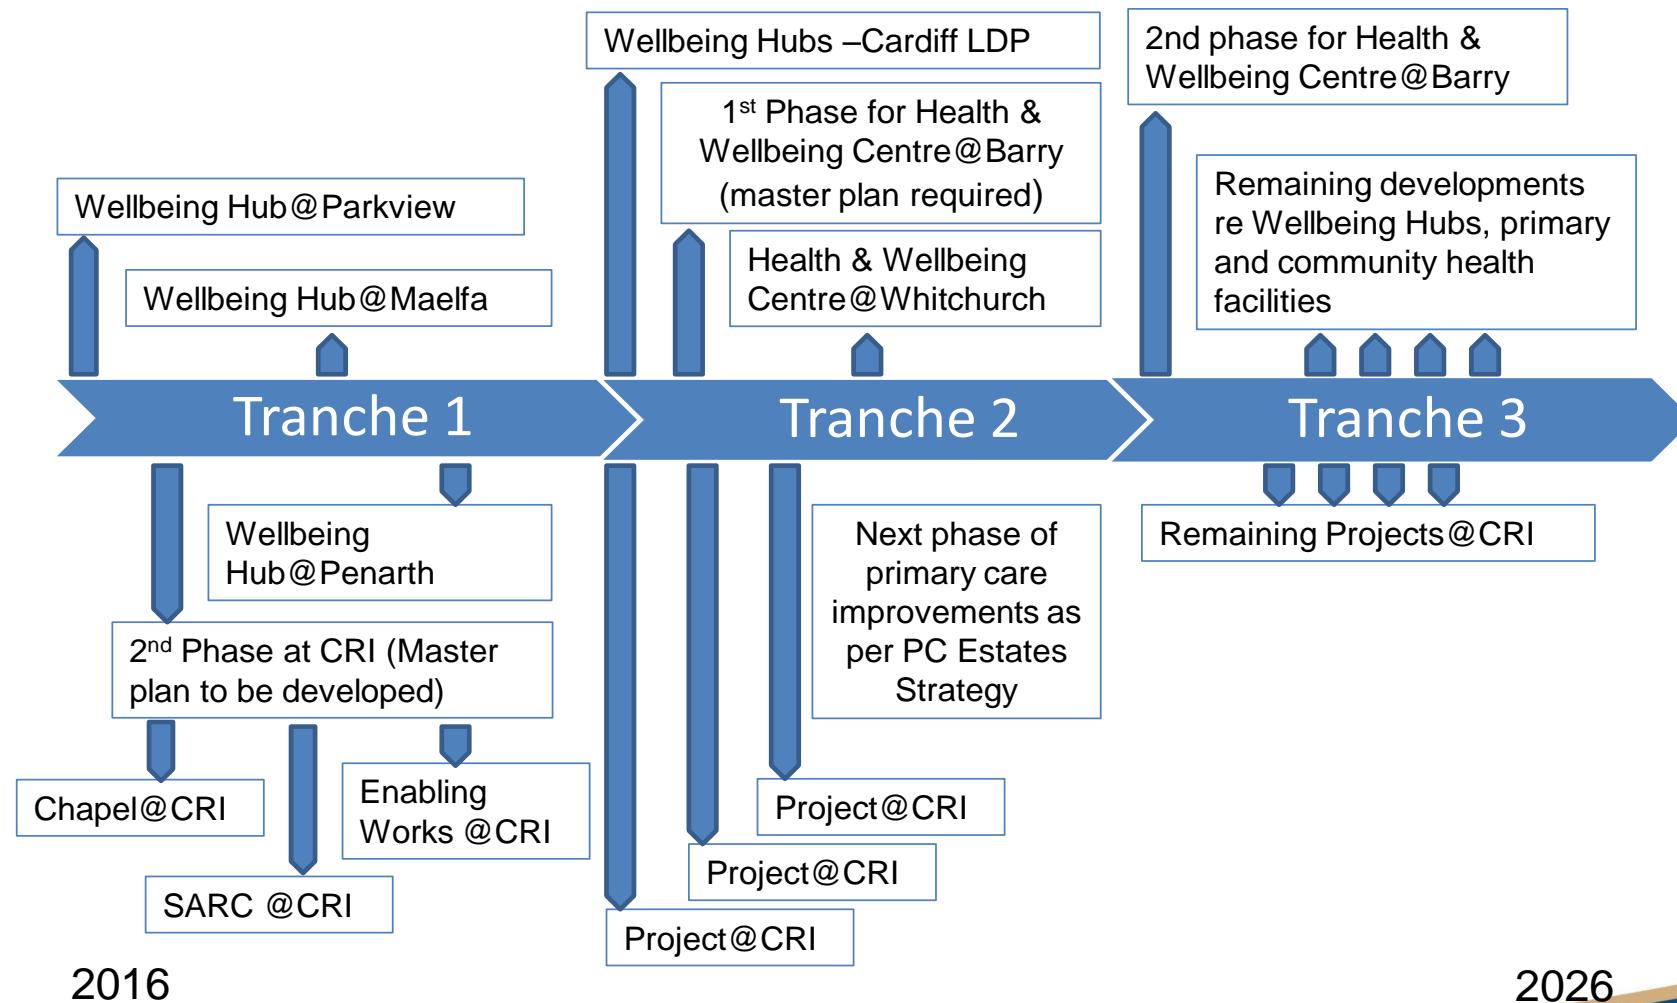 Wellbeing Hubs –Cardiff LDP
2nd phase for Health &
Wellbeing Centre@Barry
1st Phase for Health &
Wellbeing Centre@Barry
(master plan required)
Wellbeing Hub@Parkview
Remaining developments
re Wellbeing Hubs, primary
and community health
facilities
Health & Wellbeing
Centre@Whitchurch
Wellbeing Hub@Maelfa
Tranche 1
Tranche 2
Tranche 3
Wellbeing
Hub@Penarth
Next phase of
primary care
improvements as
per PC Estates
Strategy
Remaining Projects@CRI
2nd Phase at CRI (Master
plan to be developed)
Chapel@CRI
Enabling
Works @CRI
SARC @CRI
Project@CRI
Project@CRI
Project@CRI
2016
2026